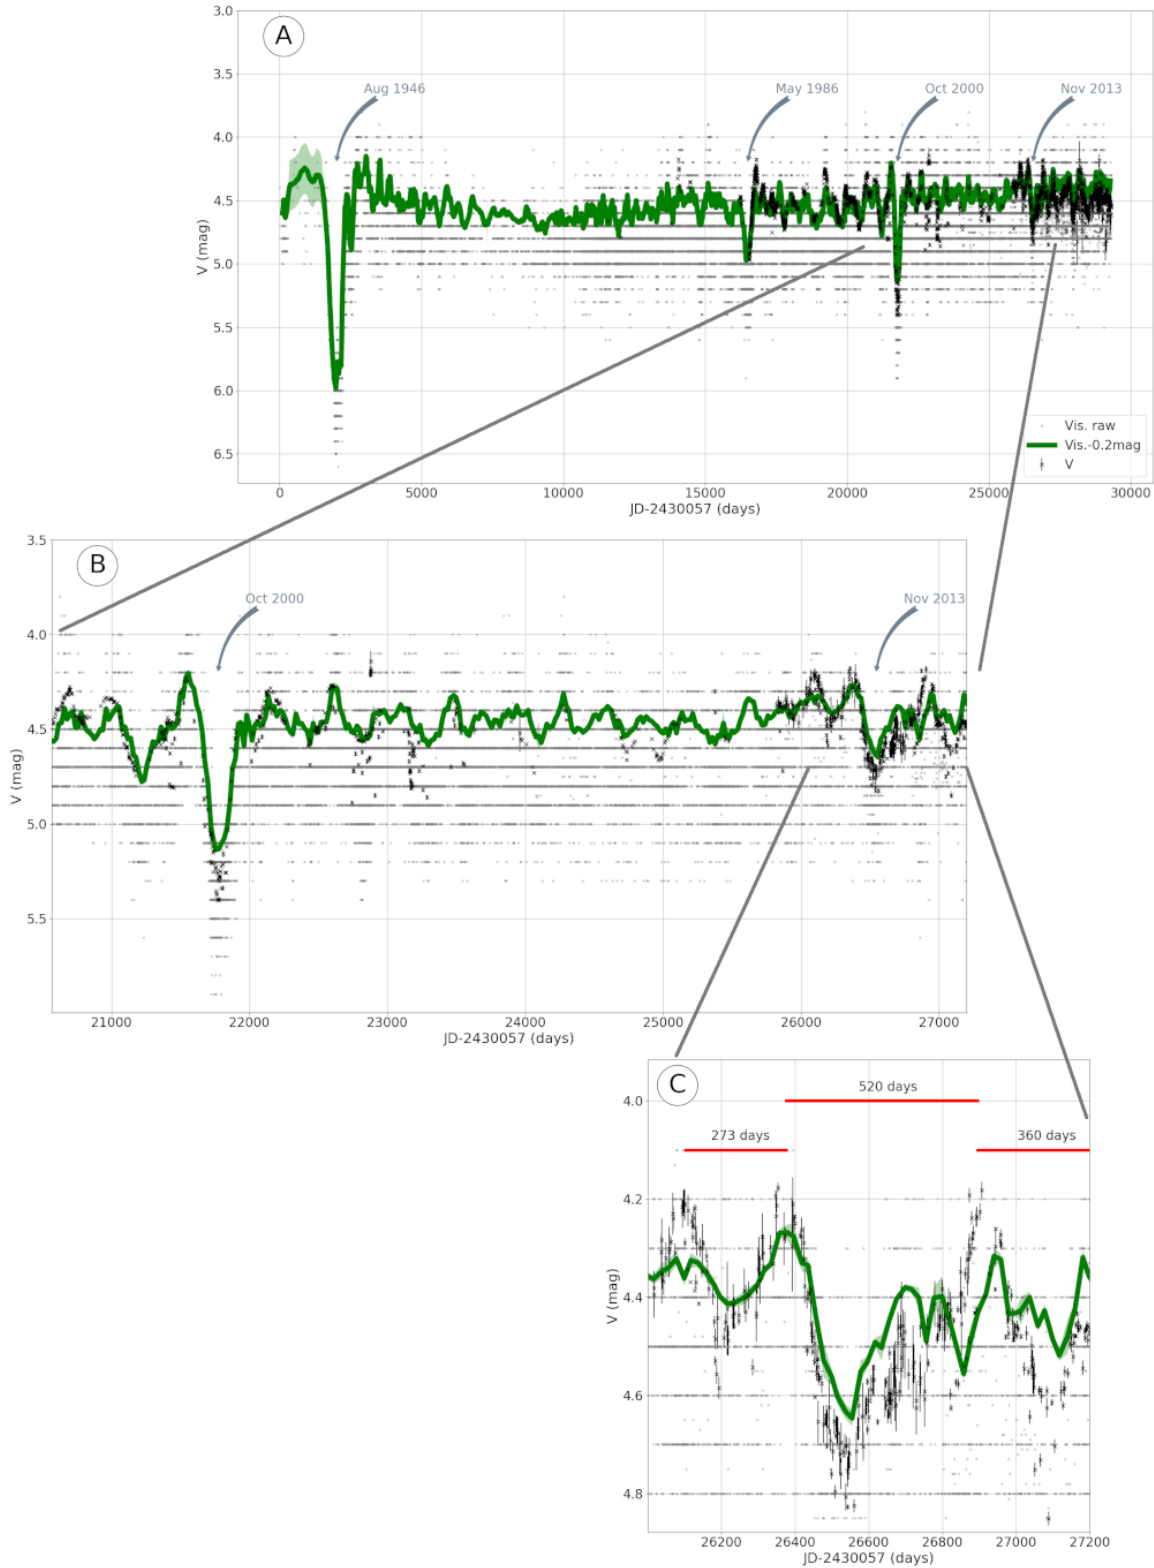 A
3.0
3.5
4.0
4.5
5.0
5.5
6.0
6.5
V (mag)
Aug 1946
May 1986
Oct 2000
Nov 2013
Vis. raw
Vis.-0.2mag
V
0 5000 10000 15000 20000 25000 30000
JD-2430057 (days)
B
3.5
4.0
4.5
5.0
5.5
V (mag)
Oct 2000
Nov 2013
21000 22000 23000 24000 25000 26000 27000
JD-2430057 (days)
C
520 days
273 days
360 days
4.0
4.2
4.4
4.6
4.8
V (mag)
26200 26400 26600 26800 27000 27200
JD-2430057 (days)